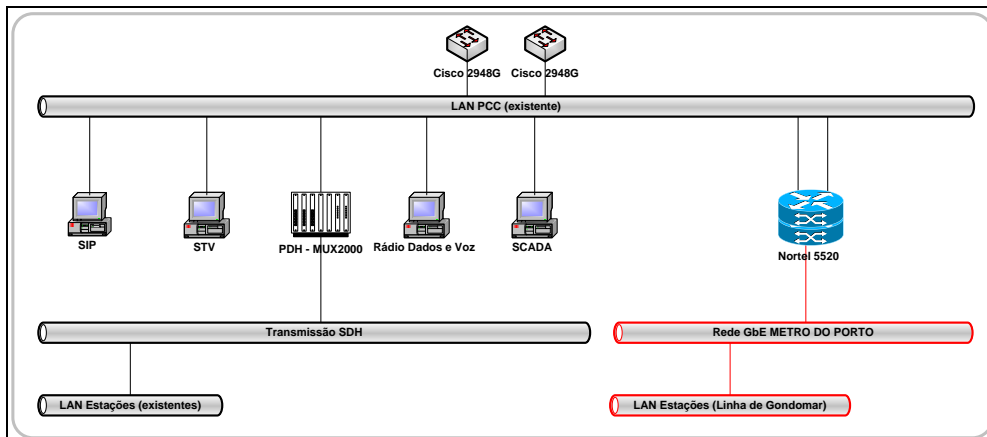 Cisco 2948G
Cisco 2948G
LAN PCC (existente)
SIP
STV
PDH - MUX2000
Rádio Dados e Voz
SCADA
Nortel 5520
Transmissão SDH
Rede GbE METRO DO PORTO
LAN Estações (existentes)
LAN Estações (Linha de Gondomar)